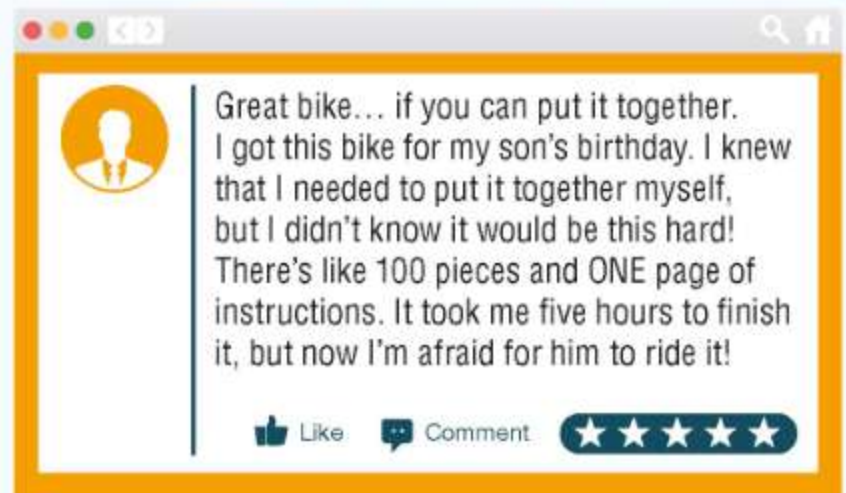 Great bike... if you can put it together.
I got this bike for my son's birthday. I knew
that I needed to put it together myself,
but I didn't know it would be this hard!
There's like 100 pieces and ONE page of
instructions. It took me five hours to finish
it, but now I'm afraid for him to ride it!
Like Comment